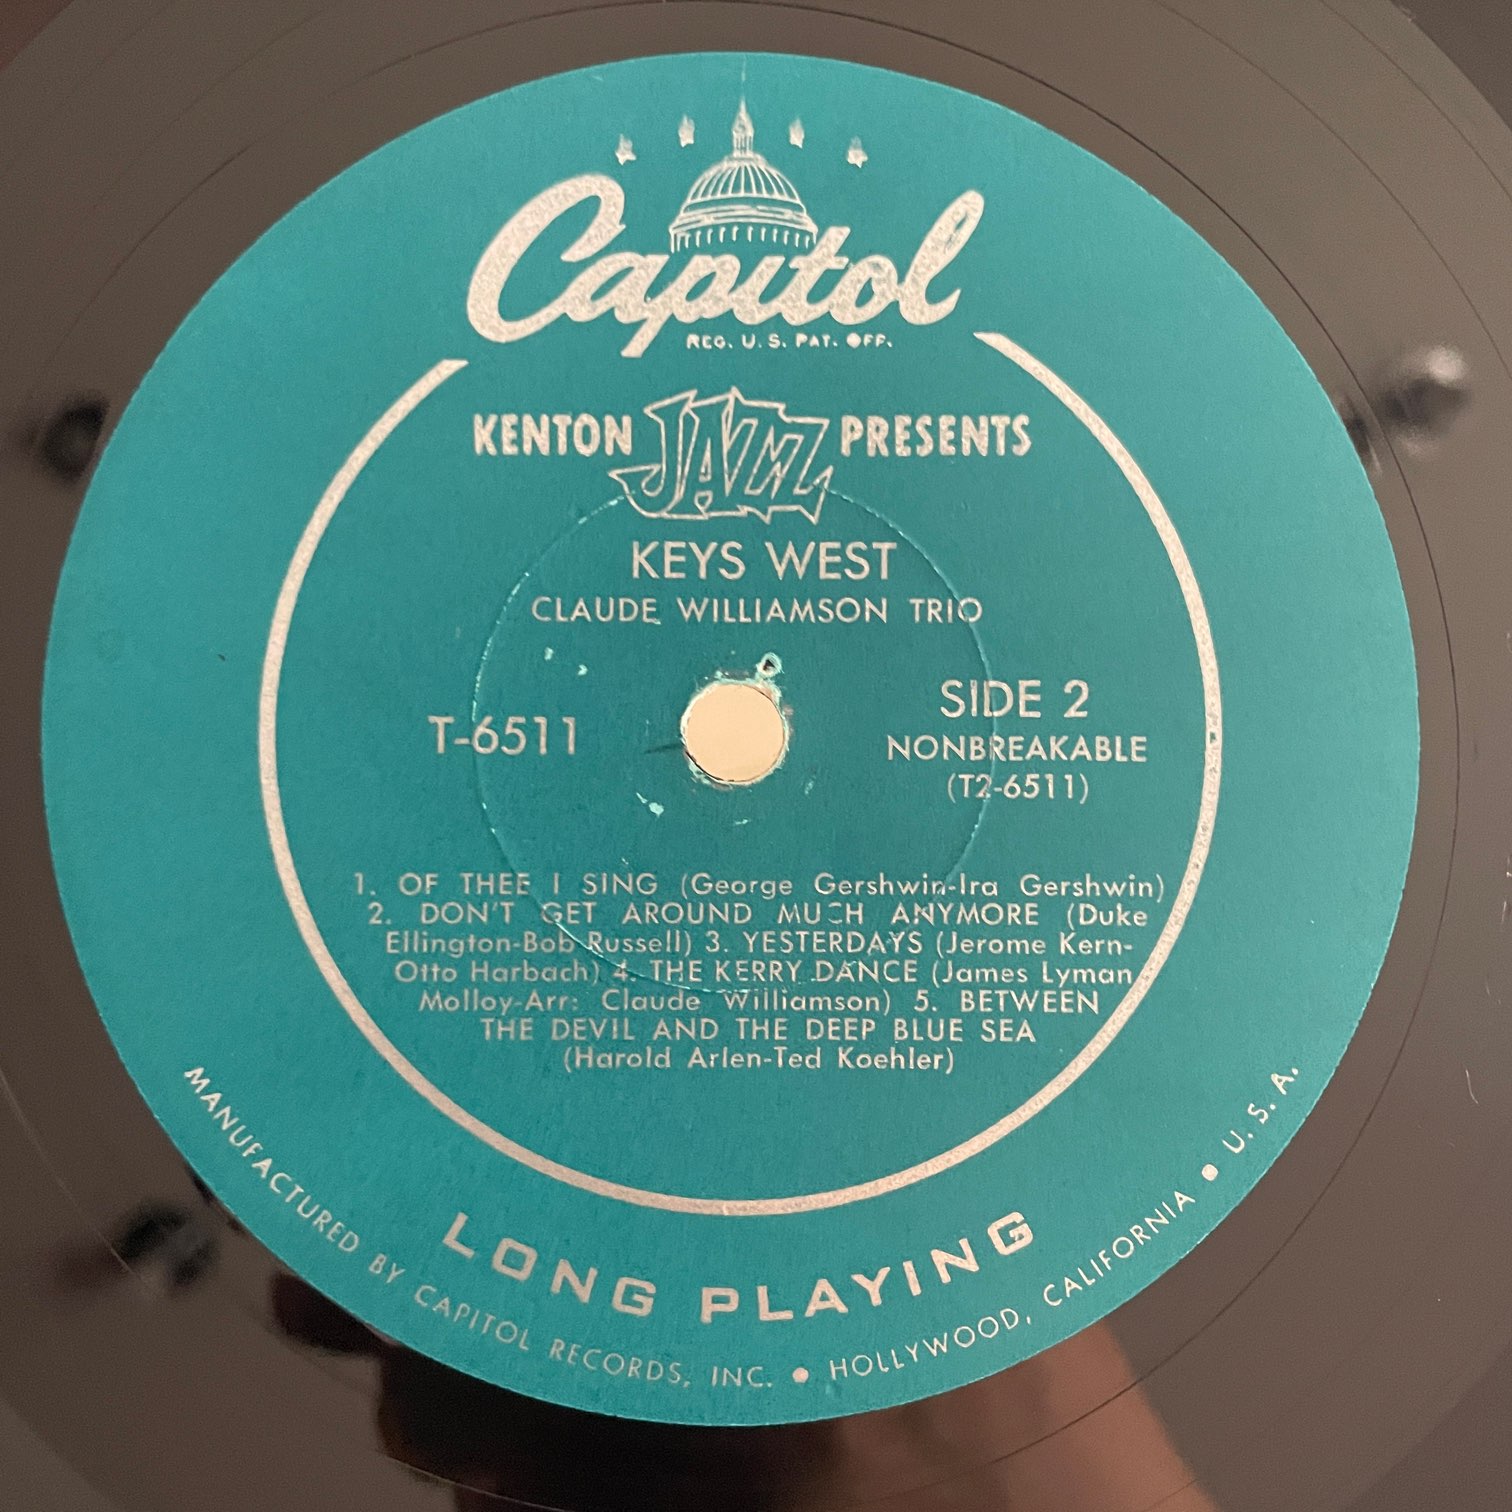 Capitol
REG. U.S. PAT. OFF.
KENTON JAZZ PRESENTS
KEYS WEST
CLAUDE WILLIAMSON TRIO
T-6511
SIDE 2
NONBREAKABLE
(T2-6511)
1. OF THEE I SING (George Gershwin-Ira Gershwin)
2. DON'T GET AROUND MUCH ANYMORE (Duke
Ellington-Bob Russell) 3. YESTERDAYS (Jerome Kern-
Otto Harbach) 4. THE KERRY DANCE (James Lyman
Molloy-Arr: Claude Williamson) 5. BETWEEN
THE DEVIL AND THE DEEP BLUE SEA
(Harold Arlen-Ted Koehler)
LONG PLAYING
MANUFACTURED BY CAPITOL RECORDS, INC. • HOLLYWOOD, CALIFORNIA • U.S.A.